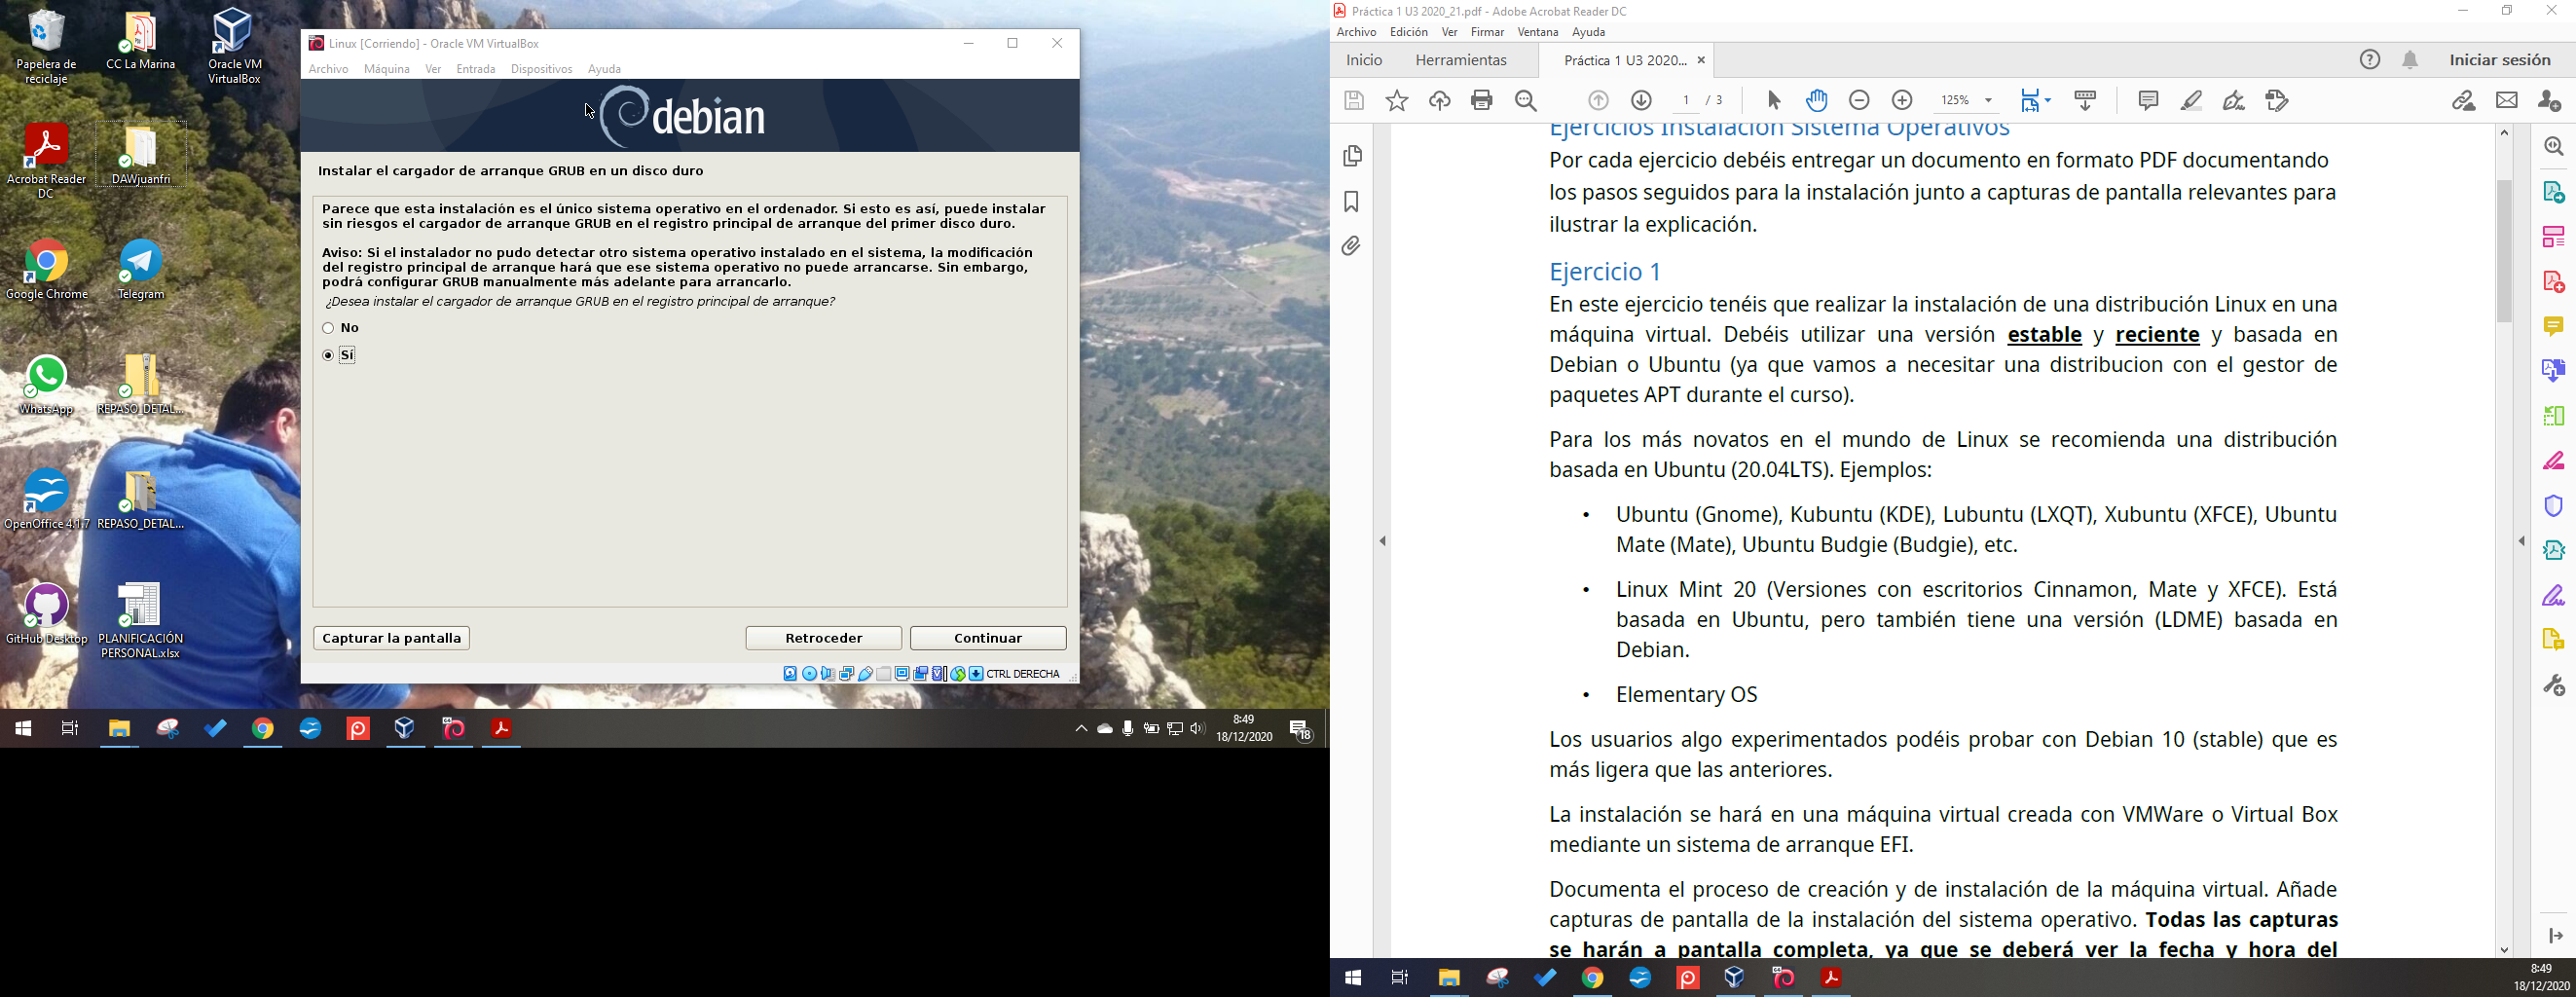 Papelera de
reciclaje
CC La Marina
Oracle VM
VirtualBox
Acrobat Reader
DC
DAWjuanfri
Google Chrome
Telegram
WhatsApp
REPASO_DETAL...
OpenOffice 4.1.7
REPASO_DETAL...
GitHub Desktop
PLANIFICACIÓN
PERSONAL.xlsx
Linux [Corriendo] - Oracle VM VirtualBox
Archivo Máquina Ver Entrada Dispositivos Ayuda
debian
Instalar el cargador de arranque GRUB en un disco duro
Parece que esta instalación es el único sistema operativo en el ordenador. Si esto es así, puede instalar
sin riesgos el cargador de arranque GRUB en el registro principal de arranque del primer disco duro.
Aviso: Si el instalador no pudo detectar otro sistema operativo instalado en el sistema, la modificación
del registro principal de arranque hará que ese sistema operativo no puede arrancarse. Sin embargo,
podrá configurar GRUB manualmente más adelante para arrancarlo.
¿Desea instalar el cargador de arranque GRUB en el registro principal de arranque?
No
Sí
Capturar la pantalla
Retroceder
Continuar
CTRL DERECHA
8:49
18/12/2020
18
Práctica 1 U3 2020_21.pdf - Adobe Acrobat Reader DC
Archivo Edición Ver Firmar Ventana Ayuda
Inicio Herramientas Práctica 1 U3 2020... Iniciar sesión
1 / 3 125%
Ejercicios Instalación Sistema Operativos
Por cada ejercicio debéis entregar un documento en formato PDF documentando
los pasos seguidos para la instalación junto a capturas de pantalla relevantes para
ilustrar la explicación.
Ejercicio 1
En este ejercicio tenéis que realizar la instalación de una distribución Linux en una
máquina virtual. Debéis utilizar una versión estable y reciente y basada en
Debian o Ubuntu (ya que vamos a necesitar una distribucion con el gestor de
paquetes APT durante el curso).
Para los más novatos en el mundo de Linux se recomienda una distribución
basada en Ubuntu (20.04LTS). Ejemplos:
• Ubuntu (Gnome), Kubuntu (KDE), Lubuntu (LXQT), Xubuntu (XFCE), Ubuntu
Mate (Mate), Ubuntu Budgie (Budgie), etc.
• Linux Mint 20 (Versiones con escritorios Cinnamon, Mate y XFCE). Está
basada en Ubuntu, pero también tiene una versión (LDME) basada en
Debian.
• Elementary OS
Los usuarios algo experimentados podéis probar con Debian 10 (stable) que es
más ligera que las anteriores.
La instalación se hará en una máquina virtual creada con VMWare o Virtual Box
mediante un sistema de arranque EFI.
Documenta el proceso de creación y de instalación de la máquina virtual. Añade
capturas de pantalla de la instalación del sistema operativo. Todas las capturas
se harán a pantalla completa, ya que se deberá ver la fecha y hora del
8:49
18/12/2020